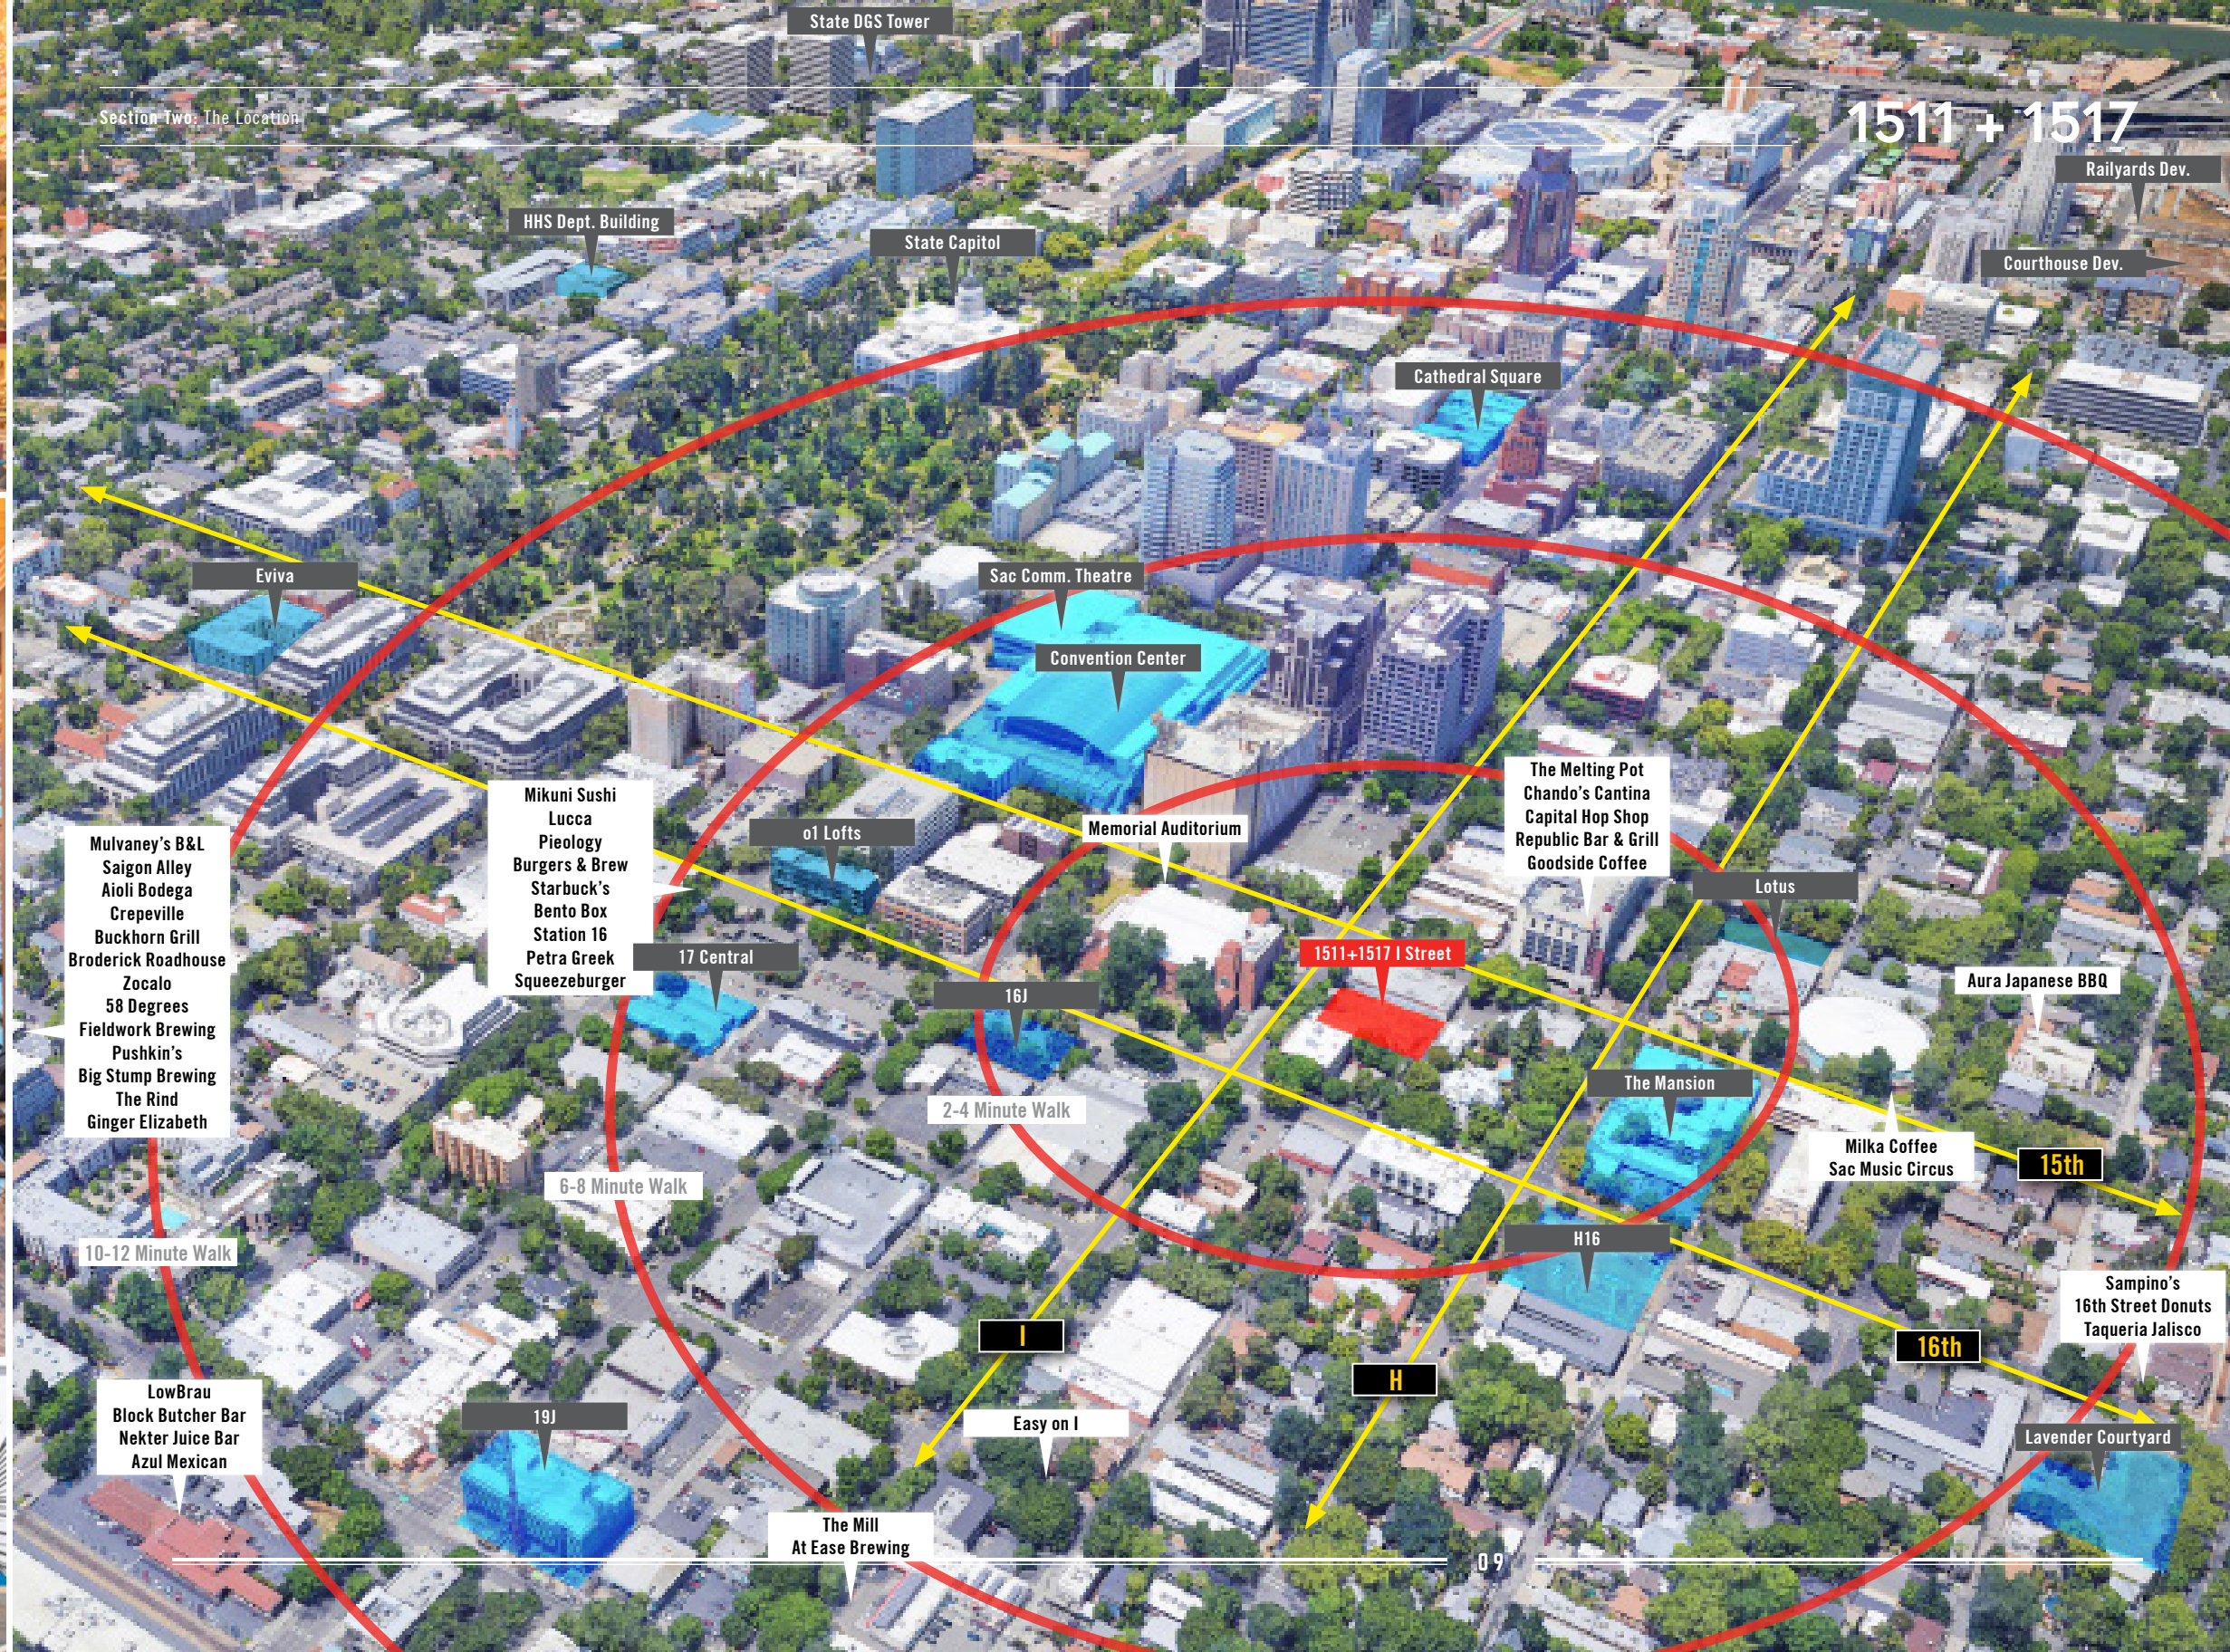 State DGS Tower
Section Two: The Location
1511 + 1517
Railyards Dev.
HHS Dept. Building
State Capitol
Courthouse Dev.
Cathedral Square
Eviva
Sac Comm. Theatre
Convention Center
The Melting Pot
Chando's Cantina
Capital Hop Shop
Republic Bar & Grill
Goodside Coffee
Mikuni Sushi
Lucca
Pieology
Burgers & Brew
Starbuck's
Bento Box
Station 16
Petra Greek
Squeezeburger
o1 Lofts
Memorial Auditorium
Mulvaney's B&L
Saigon Alley
Aioli Bodega
Crepeville
Buckhorn Grill
Broderick Roadhouse
Zocalo
58 Degrees
Fieldwork Brewing
Pushkin's
Big Stump Brewing
The Rind
Ginger Elizabeth
Lotus
17 Central
1511+1517 I Street
Aura Japanese BBQ
16J
The Mansion
2-4 Minute Walk
Milka Coffee
Sac Music Circus
15th
6-8 Minute Walk
10-12 Minute Walk
H16
Sampino's
16th Street Donuts
Taqueria Jalisco
I
16th
H
LowBrau
Block Butcher Bar
Nekter Juice Bar
Azul Mexican
19J
Easy on I
Lavender Courtyard
The Mill
At Ease Brewing
09